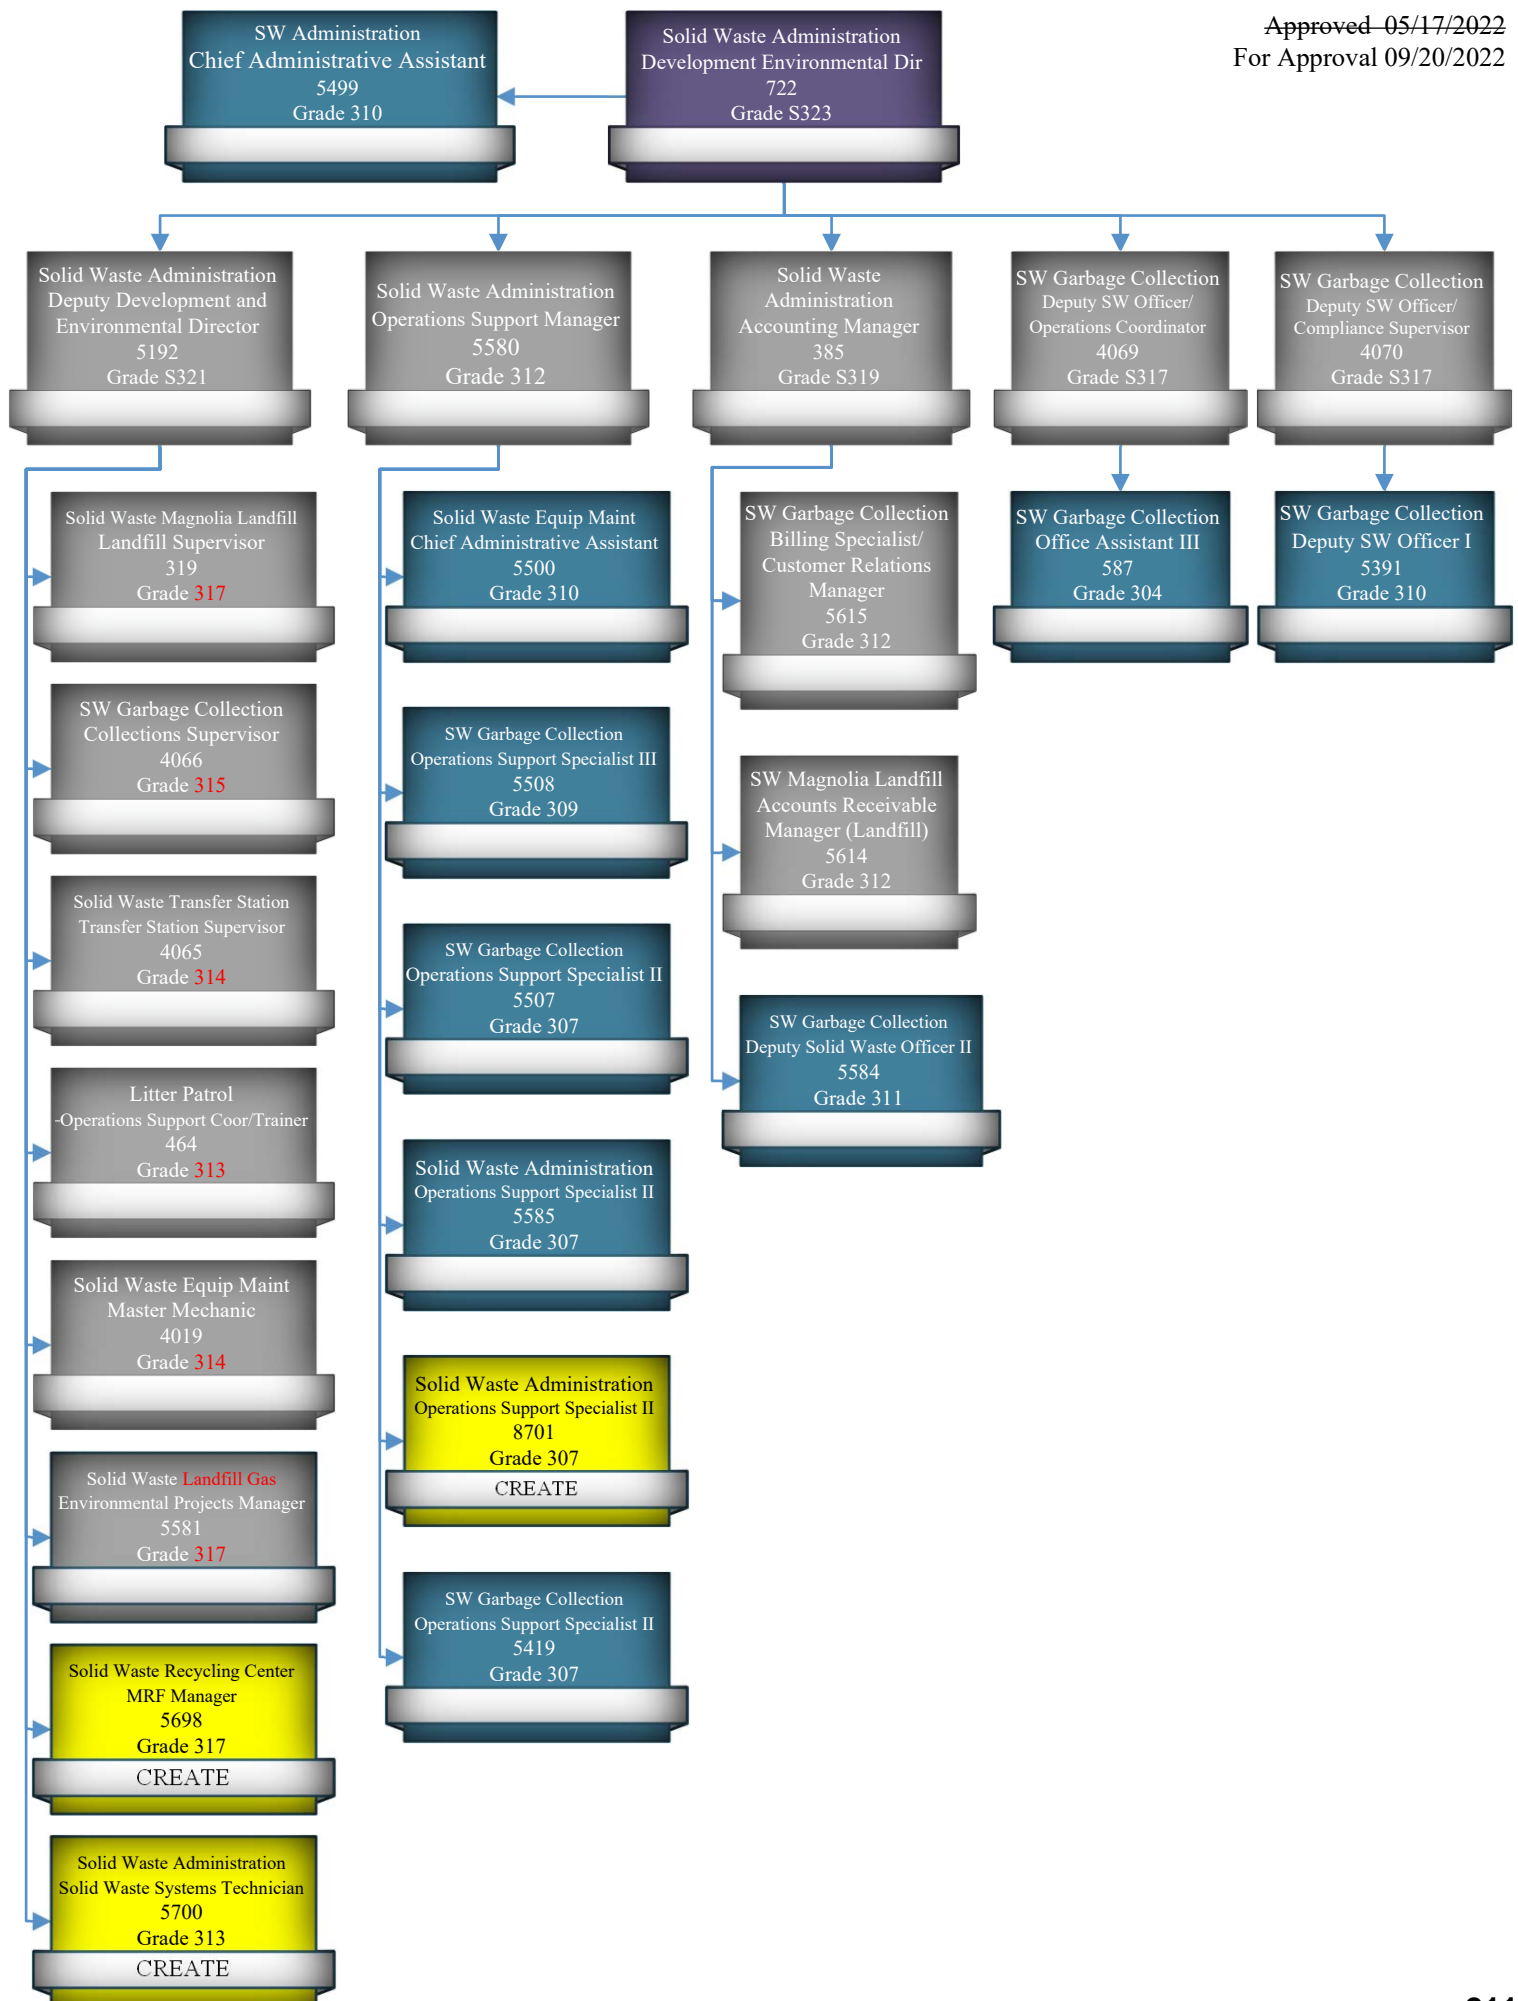 Approved 05/17/2022
For Approval 09/20/2022
SW Administration
Chief Administrative Assistant
5499
Grade 310
Solid Waste Administration
Development Environmental Dir
722
Grade S323
Solid Waste Administration
Deputy Development and
Environmental Director
5192
Grade S321
Solid Waste Administration
Operations Support Manager
5580
Grade 312
Solid Waste
Administration
Accounting Manager
385
Grade S319
SW Garbage Collection
Deputy SW Officer/
Operations Coordinator
4069
Grade S317
SW Garbage Collection
Deputy SW Officer/
Compliance Supervisor
4070
Grade S317
Solid Waste Magnolia Landfill
Landfill Supervisor
319
Grade 317
SW Garbage Collection
Collections Supervisor
4066
Grade 315
Solid Waste Transfer Station
Transfer Station Supervisor
4065
Grade 314
Litter Patrol
-Operations Support Coor/Trainer
464
Grade 313
Solid Waste Equip Maint
Master Mechanic
4019
Grade 314
Solid Waste Landfill Gas
Environmental Projects Manager
5581
Grade 317
Solid Waste Recycling Center
MRF Manager
5698
Grade 317
CREATE
Solid Waste Administration
Solid Waste Systems Technician
5700
Grade 313
CREATE
Solid Waste Equip Maint
Chief Administrative Assistant
5500
Grade 310
SW Garbage Collection
Operations Support Specialist III
5508
Grade 309
SW Garbage Collection
Operations Support Specialist II
5507
Grade 307
Solid Waste Administration
Operations Support Specialist II
5585
Grade 307
Solid Waste Administration
Operations Support Specialist II
8701
Grade 307
CREATE
SW Garbage Collection
Operations Support Specialist II
5419
Grade 307
SW Garbage Collection
Billing Specialist/
Customer Relations
Manager
5615
Grade 312
SW Magnolia Landfill
Accounts Receivable
Manager (Landfill)
5614
Grade 312
SW Garbage Collection
Deputy Solid Waste Officer II
5584
Grade 311
SW Garbage Collection
Office Assistant III
587
Grade 304
SW Garbage Collection
Deputy SW Officer I
5391
Grade 310